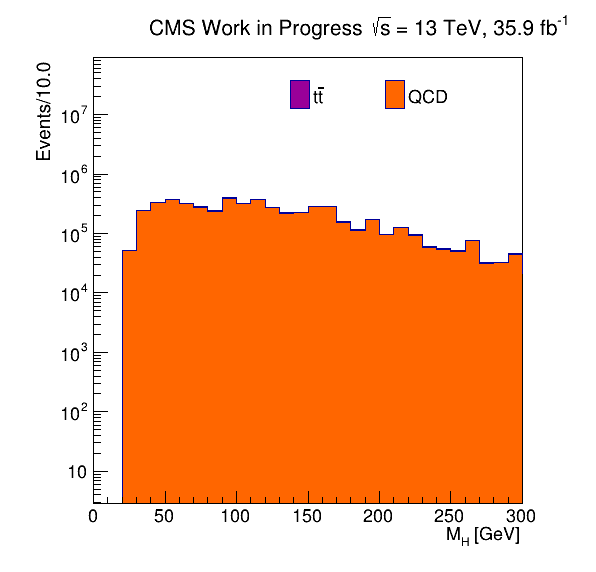 CMS Work in Progress √s = 13 TeV, 35.9 fb⁻¹
Events/10.0
tt̄ QCD
10⁷
10⁶
10⁵
10⁴
10³
10²
10
0 50 100 150 200 250 300
M_H [GeV]